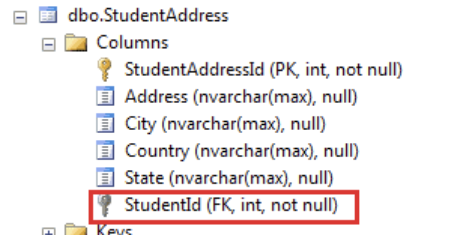 dbo.StudentAddress
Columns
StudentAddressId (PK, int, not null)
Address (nvarchar(max), null)
City (nvarchar(max), null)
Country (nvarchar(max), null)
State (nvarchar(max), null)
StudentId (FK, int, not null)
Keys